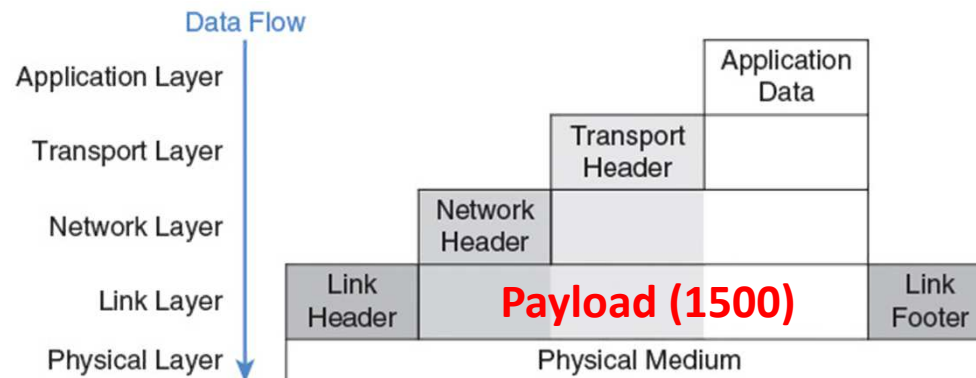 Data Flow
Application Layer
Application
Data
Transport Layer
Transport
Header
Network Layer
Network
Header
Link Layer
Link
Header
Payload (1500)
Link
Footer
Physical Layer
Physical Medium